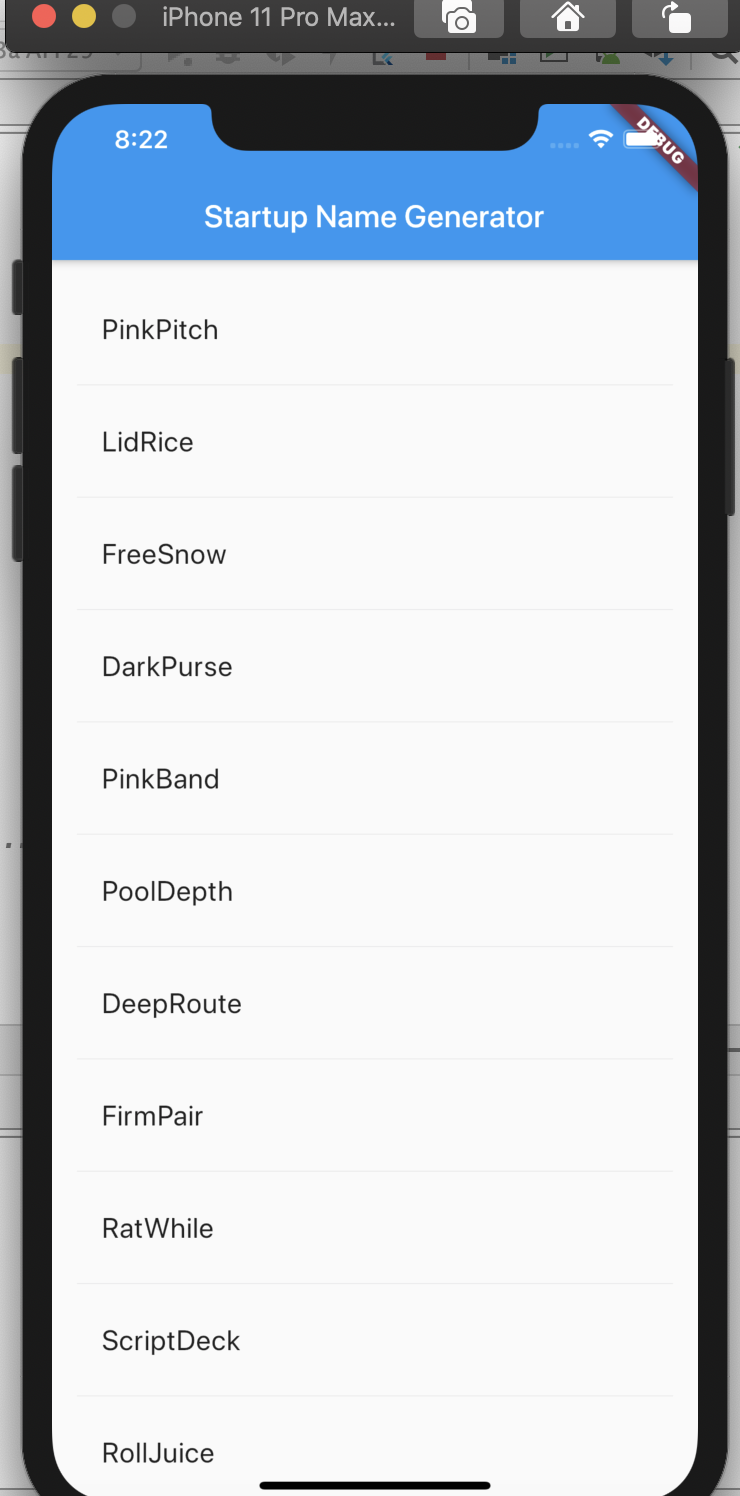 iPhone 11 Pro Max...
8:22
DEBUG
Startup Name Generator
PinkPitch
LidRice
FreeSnow
DarkPurse
PinkBand
PoolDepth
DeepRoute
FirmPair
RatWhile
ScriptDeck
RollJuice